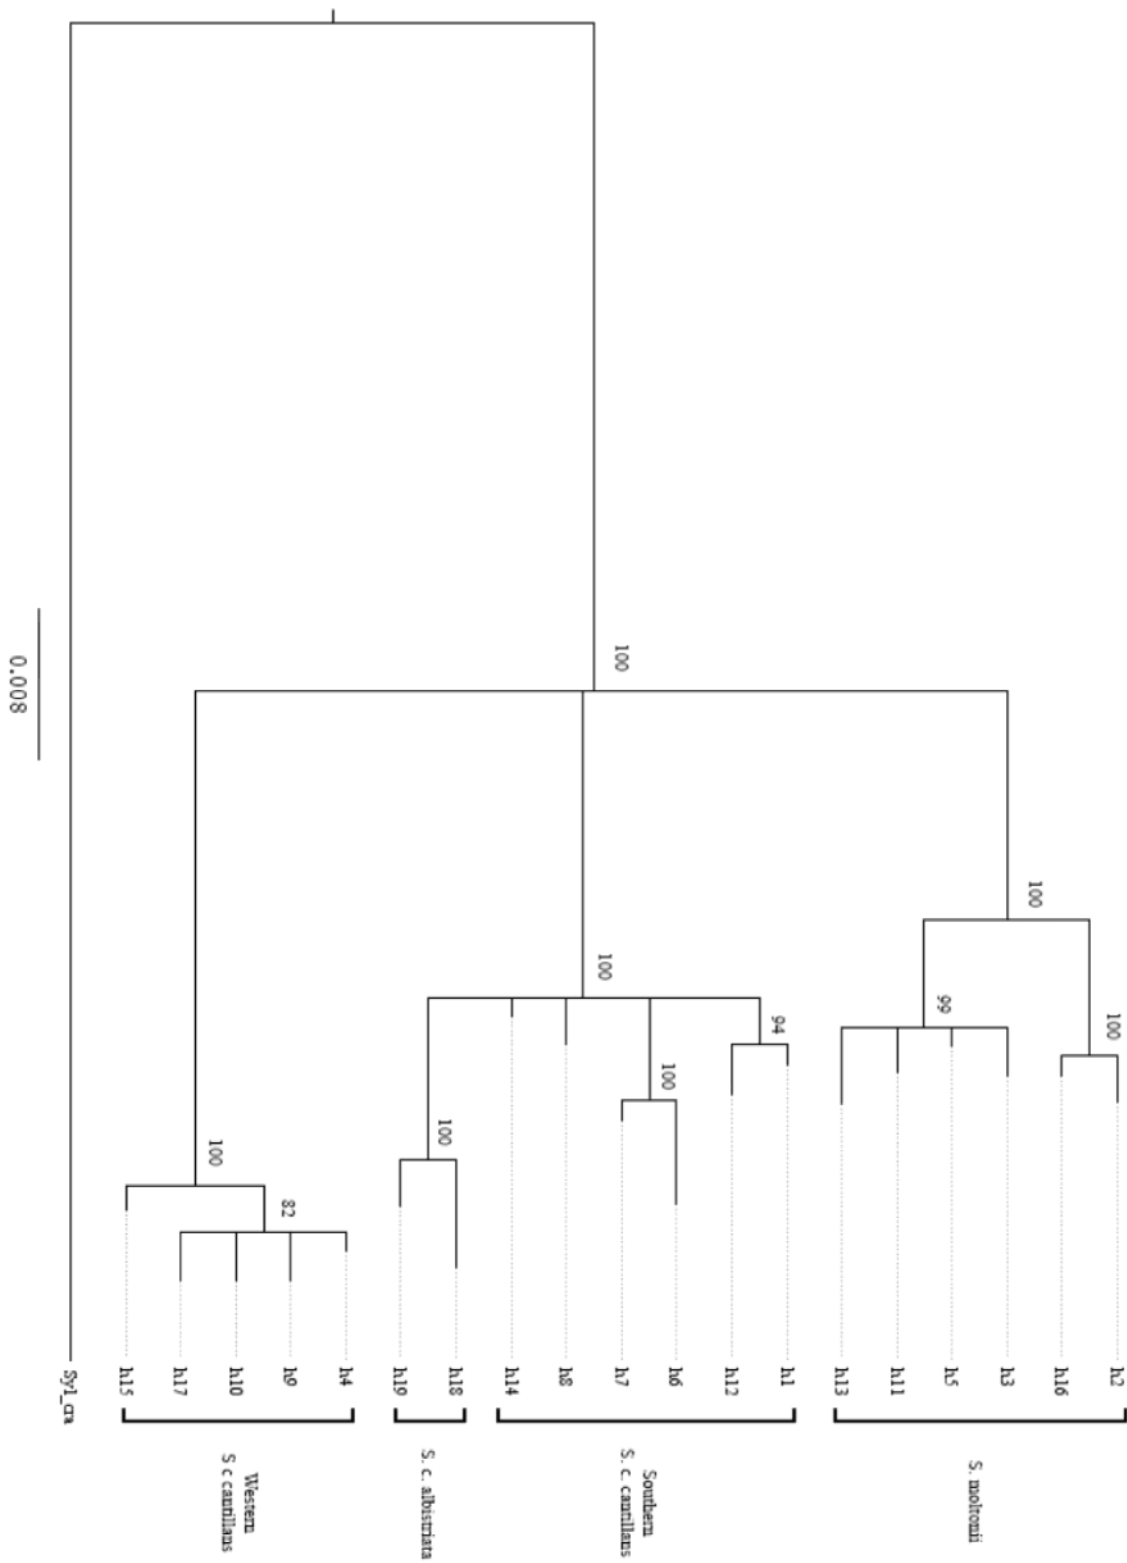 100
100
100
94
100
99
100
100
100
82
0.008
h2
h16
h3
h5
h11
h13
h1
h12
h6
h7
h8
h14
h18
h19
h4
h9
h10
h17
h15
Syl_cra
S. moltonii
Southern
S. c. cantillans
S. c. albistriata
Western
S c cantillans